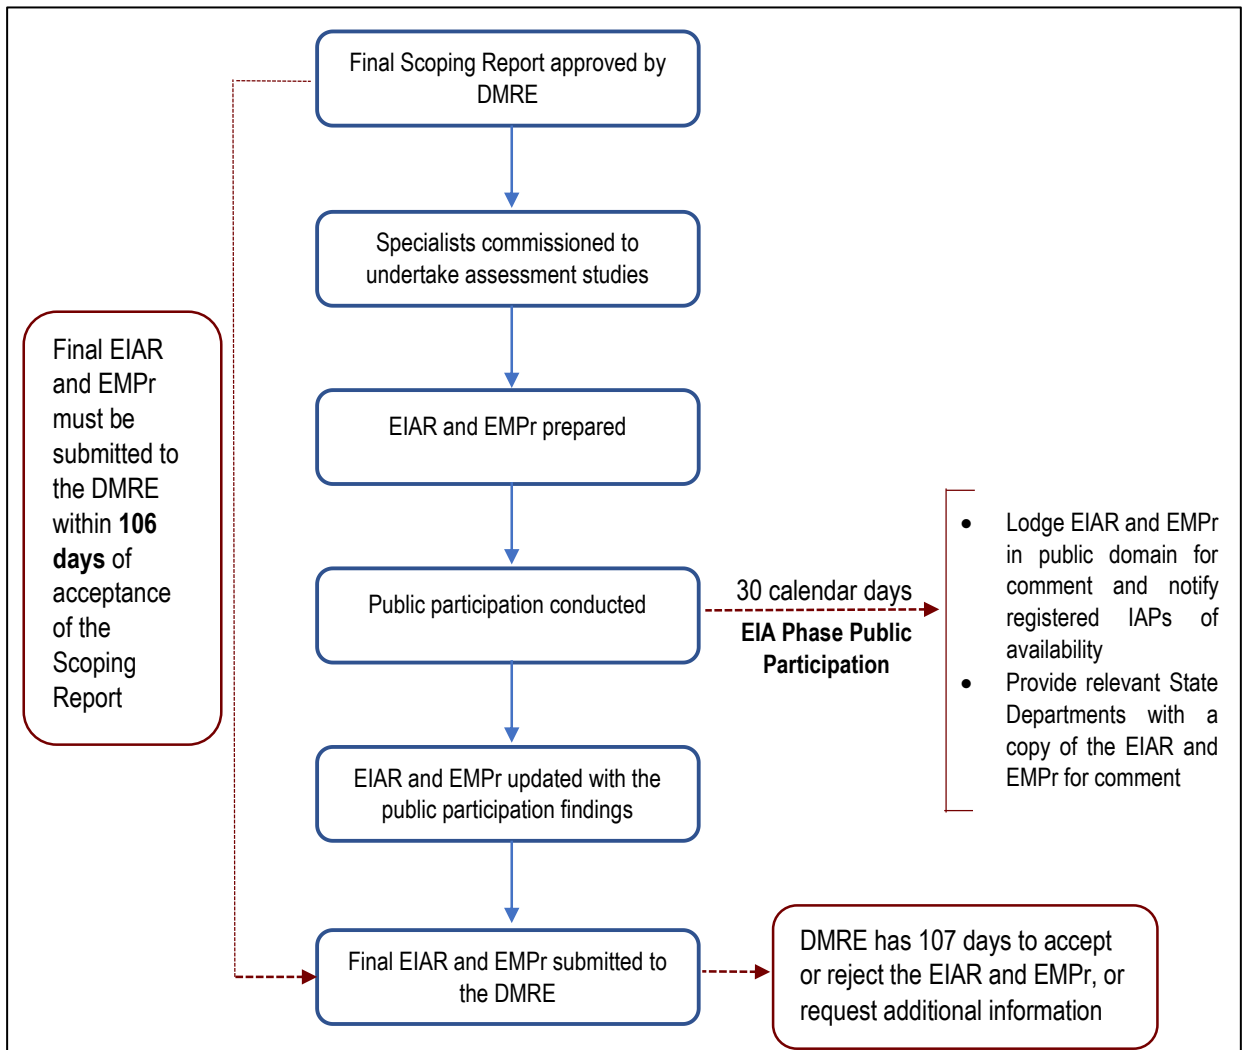 Final Scoping Report approved by
DMRE
Specialists commissioned to
undertake assessment studies
Final EIAR
and EMPr
must be
submitted to
the DMRE
within 106
days of
acceptance
of the
Scoping
Report
EIAR and EMPr prepared
Public participation conducted
30 calendar days
EIA Phase Public
Participation
● Lodge EIAR and EMPr
in public domain for
comment and notify
registered IAPs of
availability
● Provide relevant State
Departments with a
copy of the EIAR and
EMPr for comment
EIAR and EMPr updated with the
public participation findings
Final EIAR and EMPr submitted to
the DMRE
DMRE has 107 days to accept
or reject the EIAR and EMPr, or
request additional information